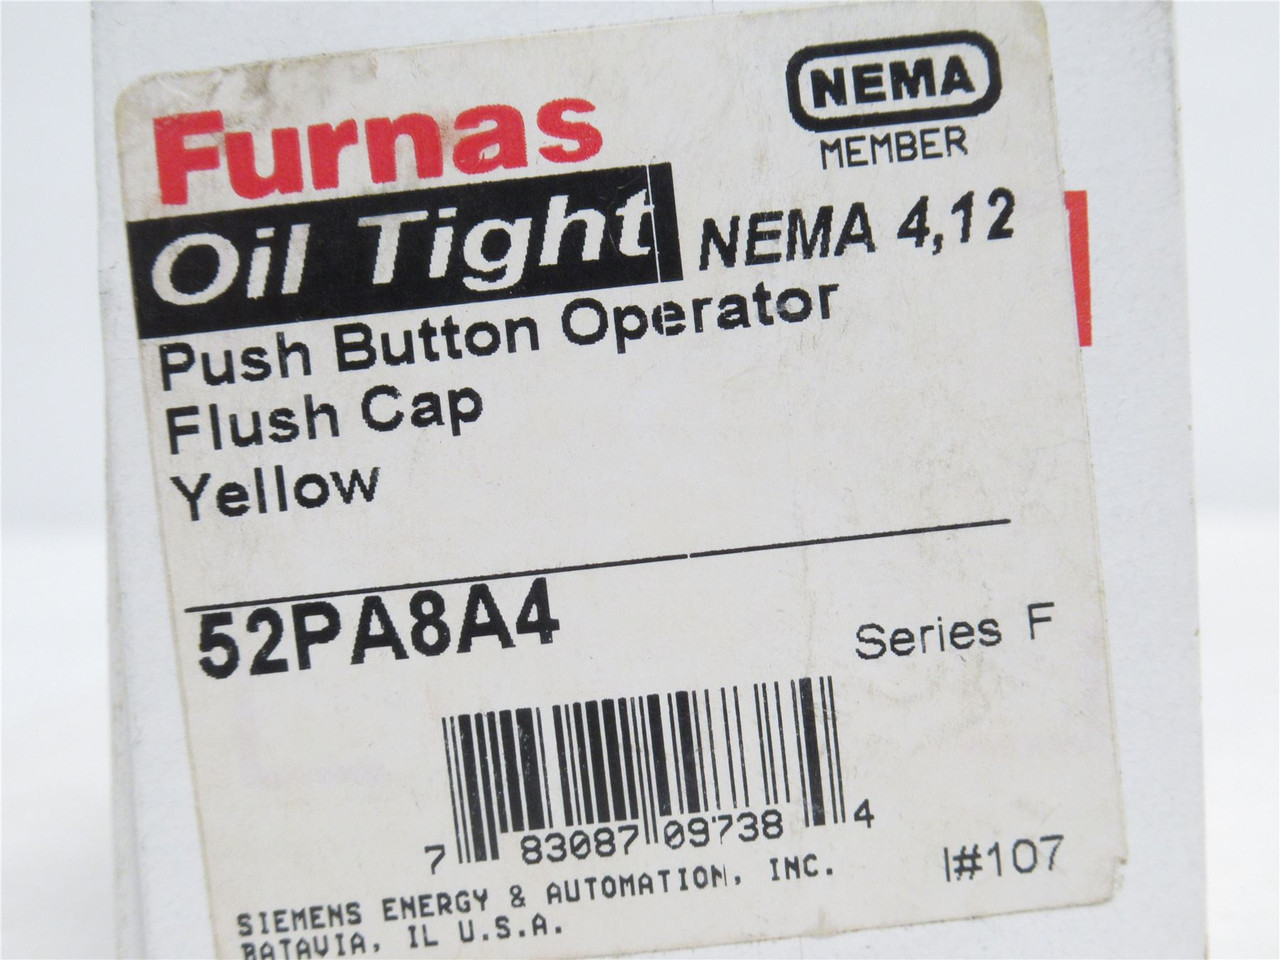 Furnas
NEMA
MEMBER
Oil Tight NEMA 4,12
Push Button Operator
Flush Cap
Yellow
52PA8A4
Series F
7 83087 09738 4
I#107
SIEMENS ENERGY & AUTOMATION, INC.
BATAVIA, IL U.S.A.